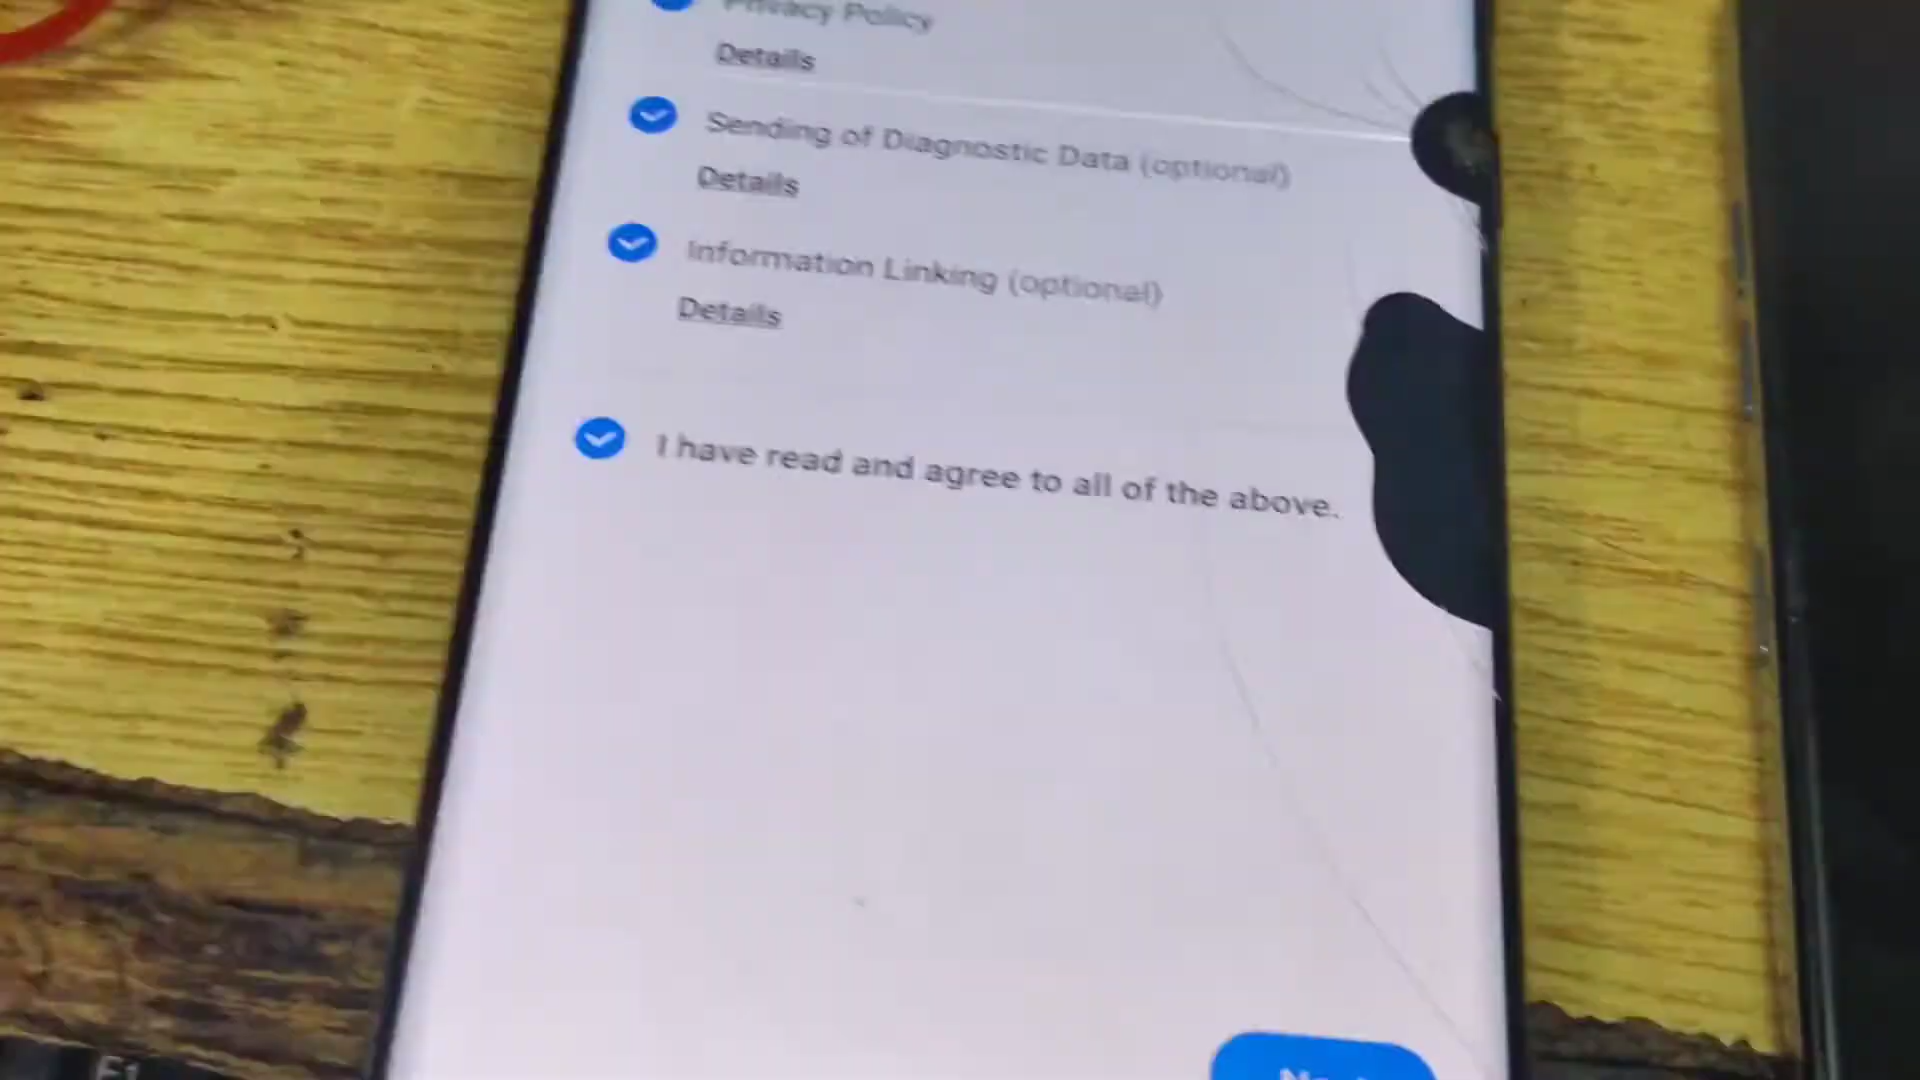 Privacy Policy
Details
Sending of Diagnostic Data (optional)
Details
Information Linking (optional)
Details
I have read and agree to all of the above.